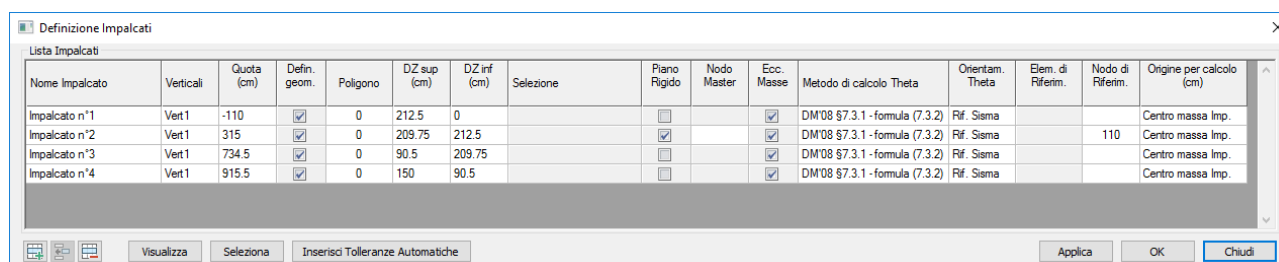 Definizione Impalcati
Lista Impalcati
Nome Impalcato Verticali Quota (cm) Defin. geom. Poligono DZ sup (cm) DZ inf (cm) Selezione Piano Rigido Nodo Master Ecc. Masse Metodo di calcolo Theta Orientam. Theta Elem. di Riferim. Nodo di Riferim. Origine per calcolo (cm)
Impalcato n°1 Vert1 -110 0 212.5 0 DM'08 §7.3.1 - formula (7.3.2) Rif. Sisma Centro massa Imp.
Impalcato n°2 Vert1 315 0 209.75 212.5 DM'08 §7.3.1 - formula (7.3.2) Rif. Sisma 110 Centro massa Imp.
Impalcato n°3 Vert1 734.5 0 90.5 209.75 DM'08 §7.3.1 - formula (7.3.2) Rif. Sisma Centro massa Imp.
Impalcato n°4 Vert1 915.5 0 150 90.5 DM'08 §7.3.1 - formula (7.3.2) Rif. Sisma Centro massa Imp.
Visualizza Seleziona Inserisci Tolleranze Automatiche Applica OK Chiudi